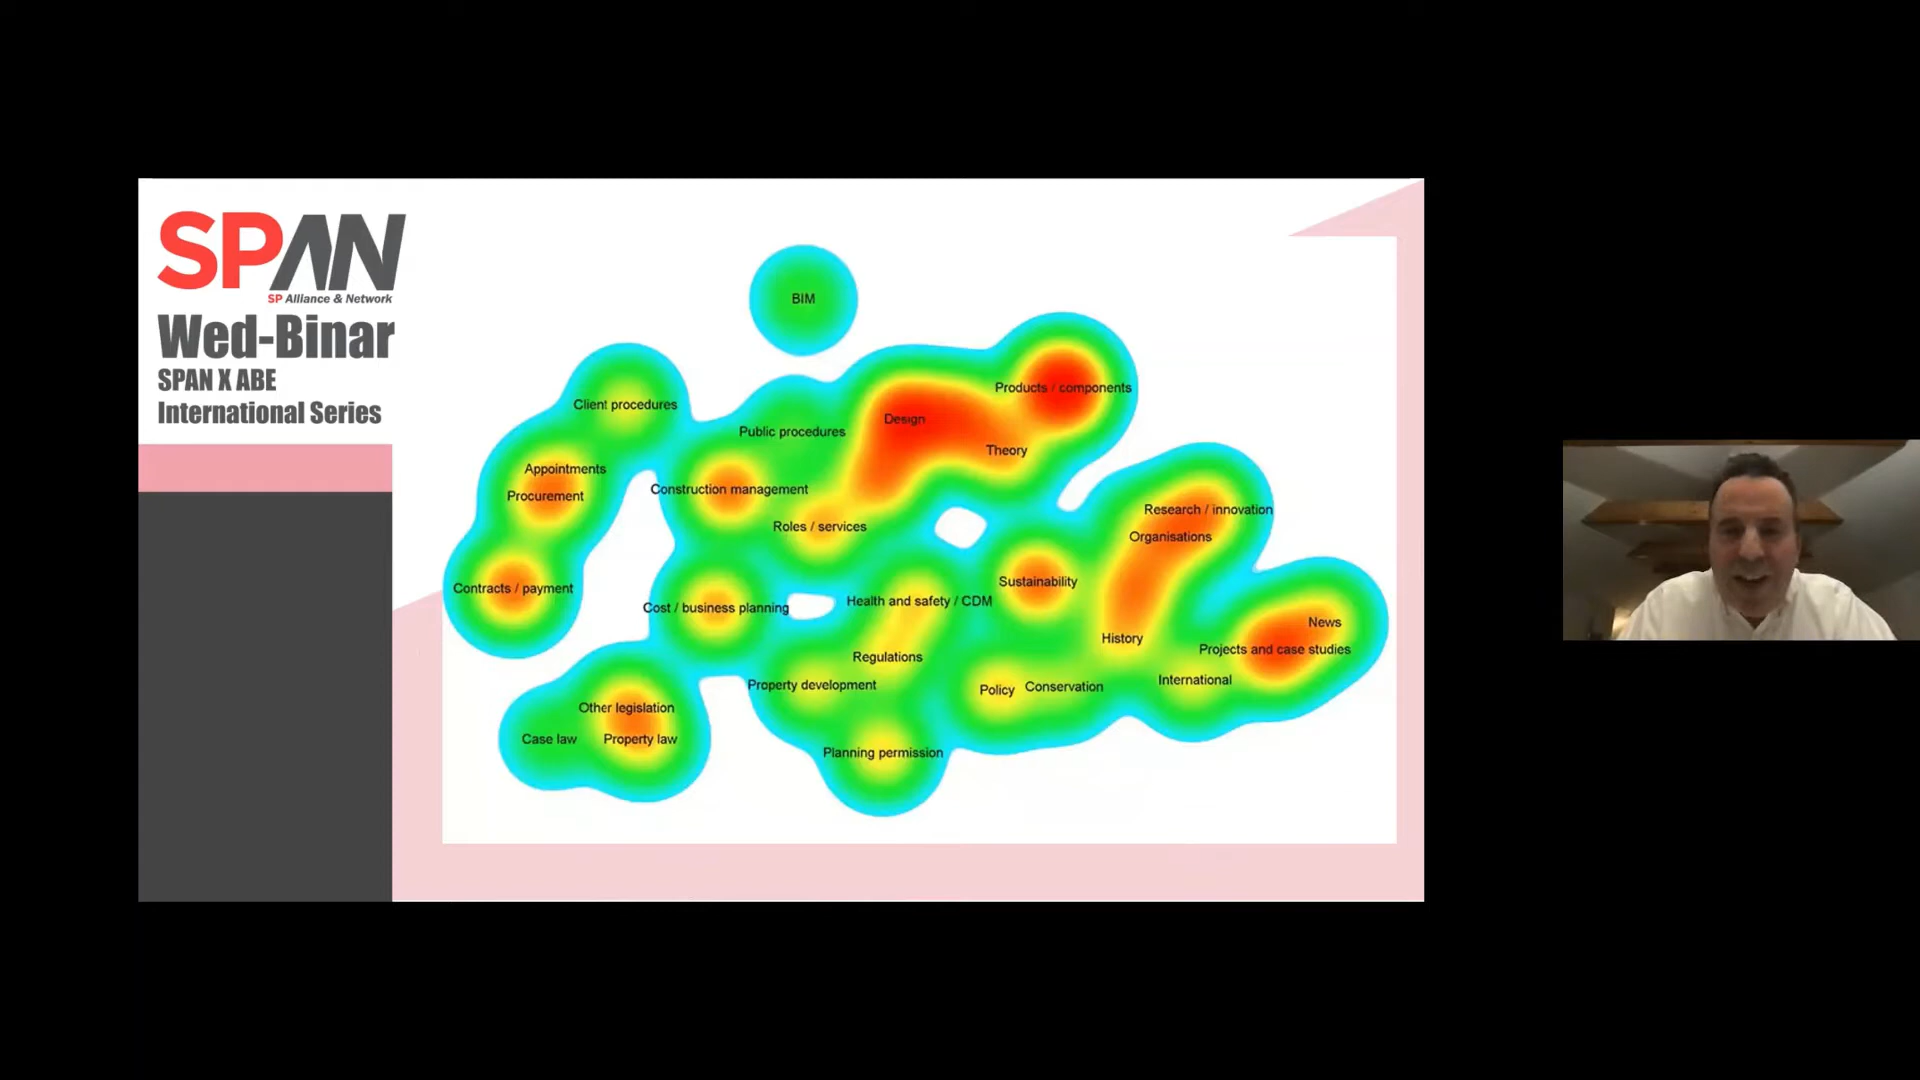 SPAN
SP Alliance & Network
Wed-Binar
SPAN X ABE
International Series
BIM
Products / components
Client procedures
Design
Public procedures
Theory
Appointments
Construction management
Procurement
Research / innovation
Roles / services
Organisations
Sustainability
Contracts / payment
Health and safety / CDM
Cost / business planning
News
History
Projects and case studies
Regulations
International
Property development
Policy
Conservation
Other legislation
Case law
Property law
Planning permission